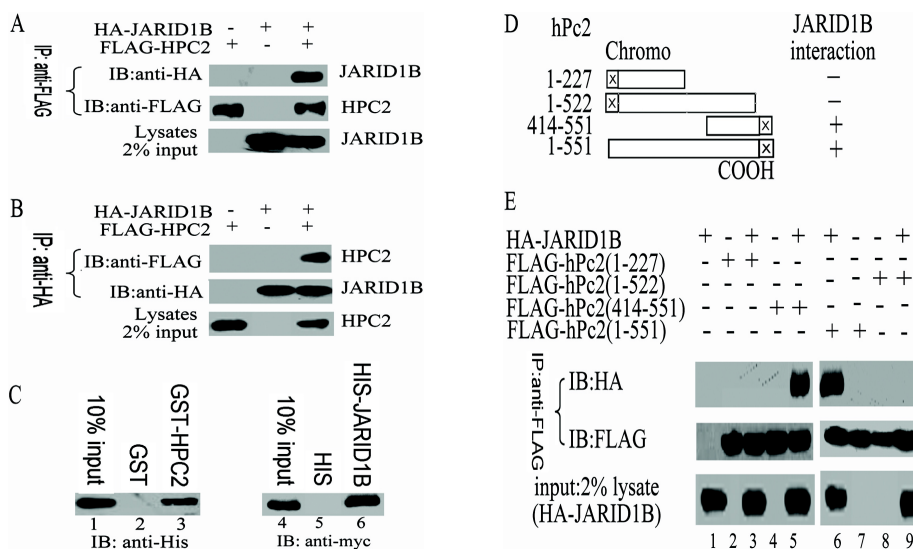 A
HA-JARID1B - + +
FLAG-HPC2 + - +
IP: anti-FLAG
IB:anti-HA JARID1B
IB:anti-FLAG HPC2
Lysates
2% input JARID1B
B
HA-JARID1B - + +
FLAG-HPC2 + - +
IP: anti-HA
IB:anti-FLAG HPC2
IB:anti-HA JARID1B
Lysates
2% input HPC2
C
10% input GST GST-HPC2
1 2 3
IB: anti-His
10% input HIS HIS-JARID1B
4 5 6
IB: anti-myc
D hPc2 JARID1B
Chromo interaction
1-227 x -
1-522 x -
414-551 x +
1-551 x +
COOH
E
HA-JARID1B + - + - + + - - +
FLAG-hPc2(1-227) - + + - - - - - -
FLAG-hPc2(1-522) - - - - - - - + +
FLAG-hPc2(414-551) - - - + + - - - -
FLAG-hPc2(1-551) - - - - - + + - -
IP:anti-FLAG
IB:HA
IB:FLAG
input:2% lysate
(HA-JARID1B)
1 2 3 4 5 6 7 8 9